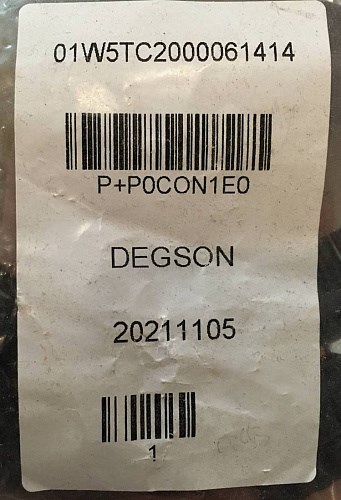 01W5TC2000061414
P+P0CON1E0
DEGSON
20211105
1